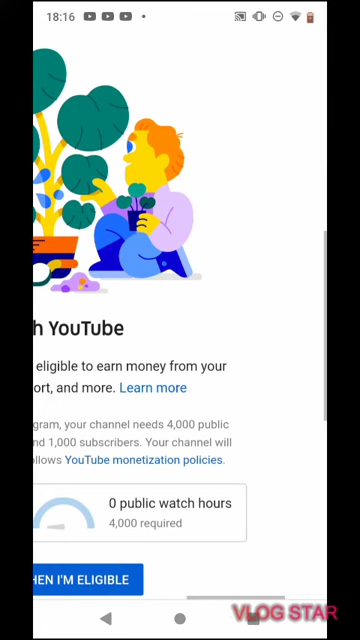 18:16
h YouTube
eligible to earn money from your
ort, and more. Learn more
gram, your channel needs 4,000 public
nd 1,000 subscribers. Your channel will
llows YouTube monetization policies.
0 public watch hours
4,000 required
HEN I'M ELIGIBLE
VLOG STAR